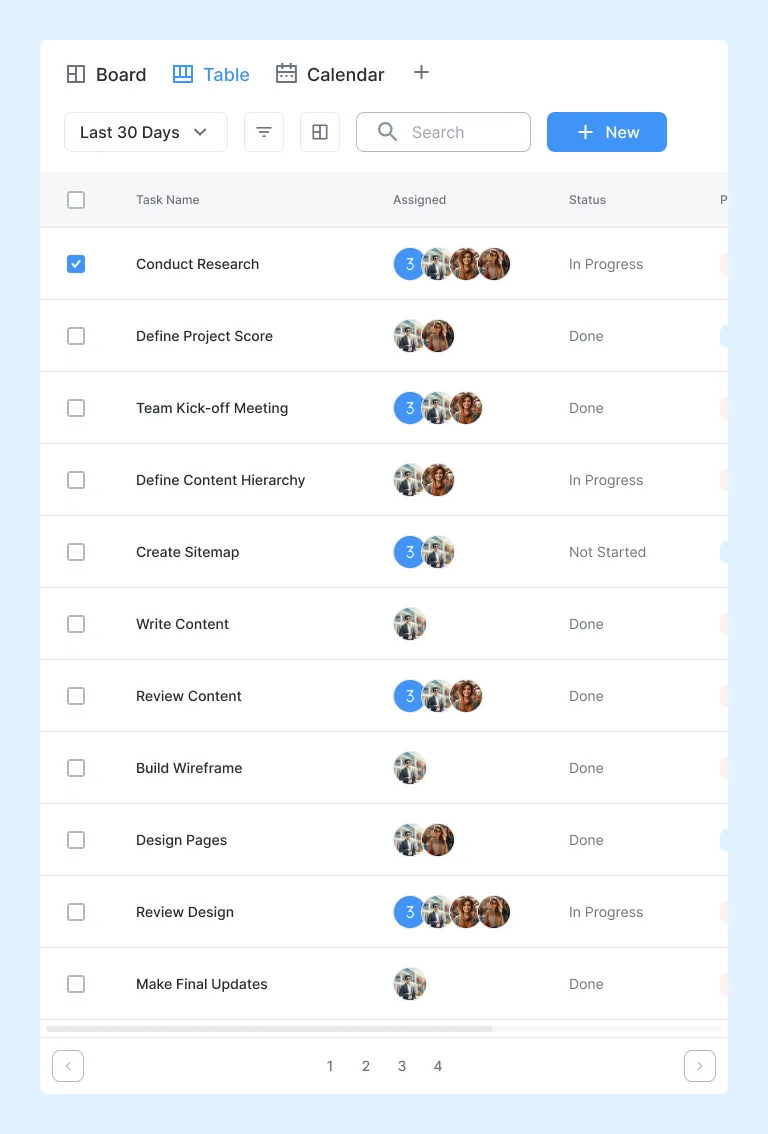 Board Table Calendar
Last 30 Days Search New
Task Name Assigned Status P
Conduct Research 3 In Progress
Define Project Score Done
Team Kick-off Meeting 3 Done
Define Content Hierarchy In Progress
Create Sitemap 3 Not Started
Write Content Done
Review Content 3 Done
Build Wireframe Done
Design Pages Done
Review Design 3 In Progress
Make Final Updates Done
1 2 3 4